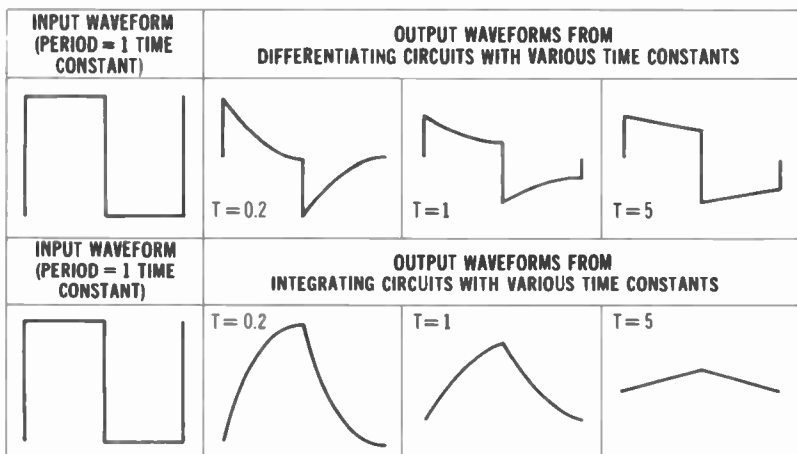 INPUT WAVEFORM
(PERIOD = 1 TIME
CONSTANT)
OUTPUT WAVEFORMS FROM
DIFFERENTIATING CIRCUITS WITH VARIOUS TIME CONSTANTS
T = 0.2
T = 1
T = 5
INPUT WAVEFORM
(PERIOD = 1 TIME
CONSTANT)
OUTPUT WAVEFORMS FROM
INTEGRATING CIRCUITS WITH VARIOUS TIME CONSTANTS
T = 0.2
T = 1
T = 5